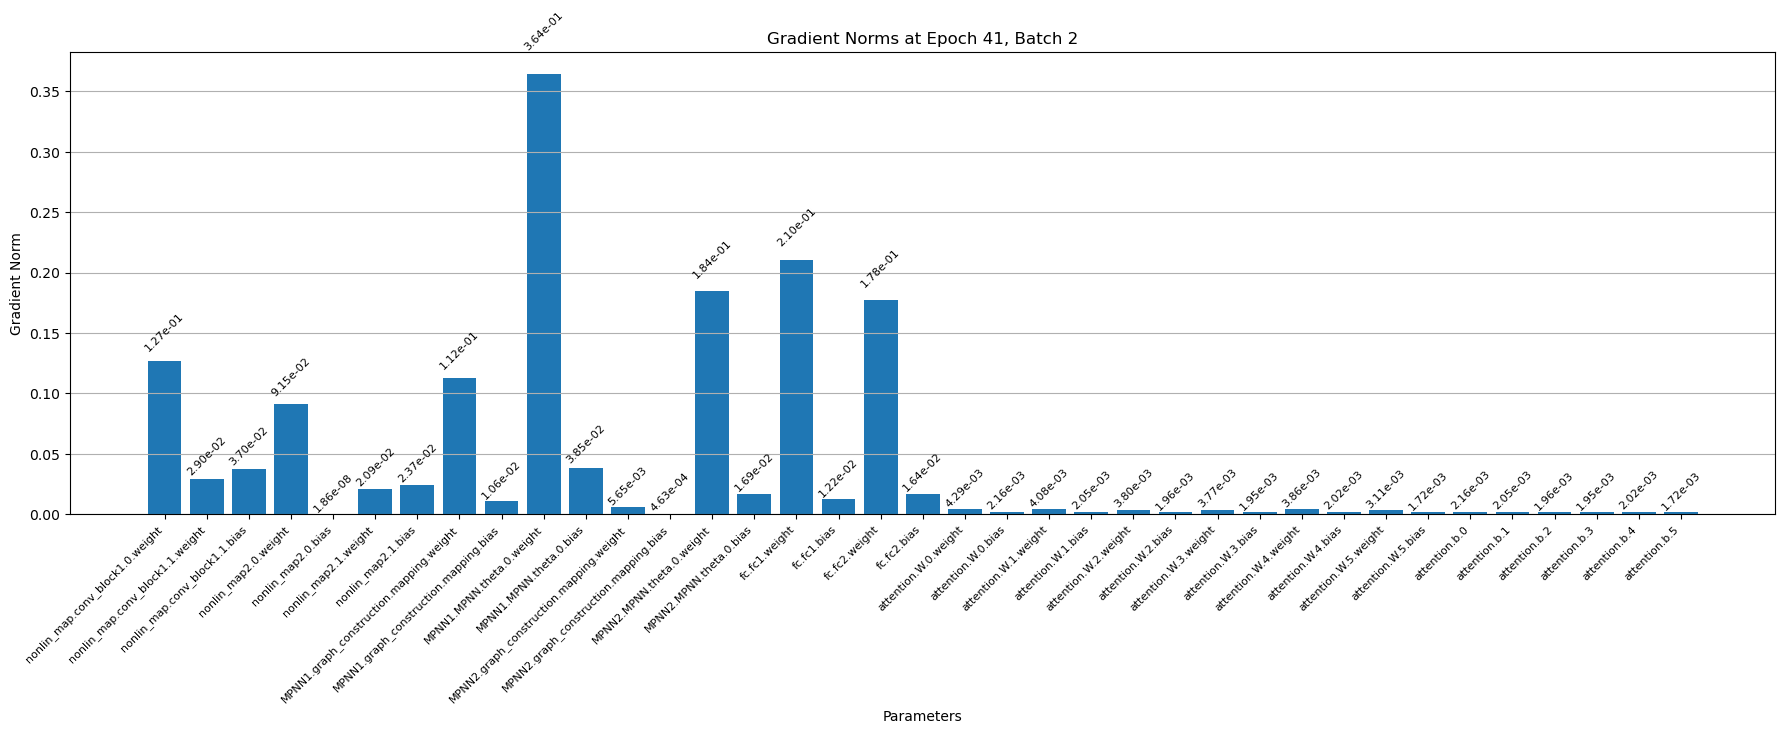 Gradient Norms at Epoch 41, Batch 2
Gradient Norm
0.35
0.30
0.25
0.20
0.15
0.10
0.05
0.00
1.27e-01
2.90e-02
3.70e-02
9.15e-02
1.86e-08
2.09e-02
2.37e-02
1.12e-01
1.06e-02
3.64e-01
3.85e-02
5.65e-03
4.63e-04
1.84e-01
1.69e-02
2.10e-01
1.22e-02
1.78e-01
1.64e-02
4.29e-03
2.16e-03
4.08e-03
2.05e-03
3.80e-03
1.96e-03
3.77e-03
1.95e-03
3.86e-03
2.02e-03
3.11e-03
1.72e-03
2.16e-03
2.05e-03
1.96e-03
1.95e-03
2.02e-03
1.72e-03
nonlin_map.conv_block1.0.weight
nonlin_map.conv_block1.1.weight
nonlin_map.conv_block1.1.bias
nonlin_map2.0.weight
nonlin_map2.0.bias
nonlin_map2.1.weight
nonlin_map2.1.bias
MPNN1.graph_construction.mapping.weight
MPNN1.graph_construction.mapping.bias
MPNN1.MPNN.theta.0.weight
MPNN1.MPNN.theta.0.bias
MPNN2.graph_construction.mapping.weight
MPNN2.graph_construction.mapping.bias
MPNN2.MPNN.theta.0.weight
MPNN2.MPNN.theta.0.bias
fc.fc1.weight
fc.fc1.bias
fc.fc2.weight
fc.fc2.bias
attention.W.0.weight
attention.W.0.bias
attention.W.1.weight
attention.W.1.bias
attention.W.2.weight
attention.W.2.bias
attention.W.3.weight
attention.W.3.bias
attention.W.4.weight
attention.W.4.bias
attention.W.5.weight
attention.W.5.bias
attention.b.0
attention.b.1
attention.b.2
attention.b.3
attention.b.4
attention.b.5
Parameters